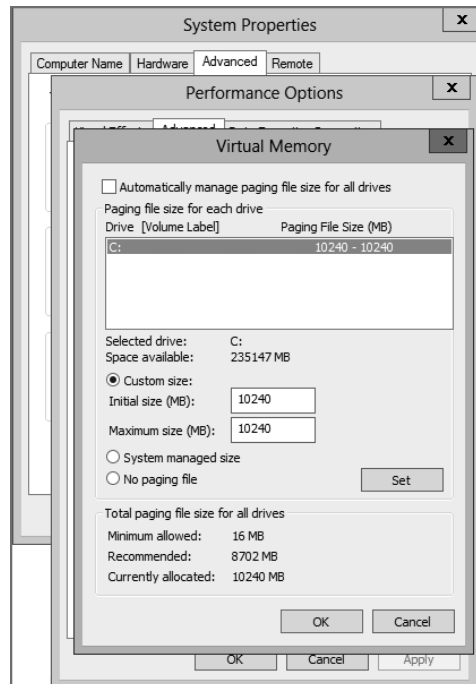 System Properties
x
Computer Name Hardware Advanced Remote
Performance Options
x
Advanced
Virtual Memory
x
Automatically manage paging file size for all drives
Paging file size for each drive
Drive [Volume Label] Paging File Size (MB)
C: 10240 - 10240
Selected drive: C:
Space available: 235147 MB
Custom size:
Initial size (MB): 10240
Maximum size (MB): 10240
System managed size
No paging file
Set
Total paging file size for all drives
Minimum allowed: 16 MB
Recommended: 8702 MB
Currently allocated: 10240 MB
OK Cancel
OK Cancel Apply